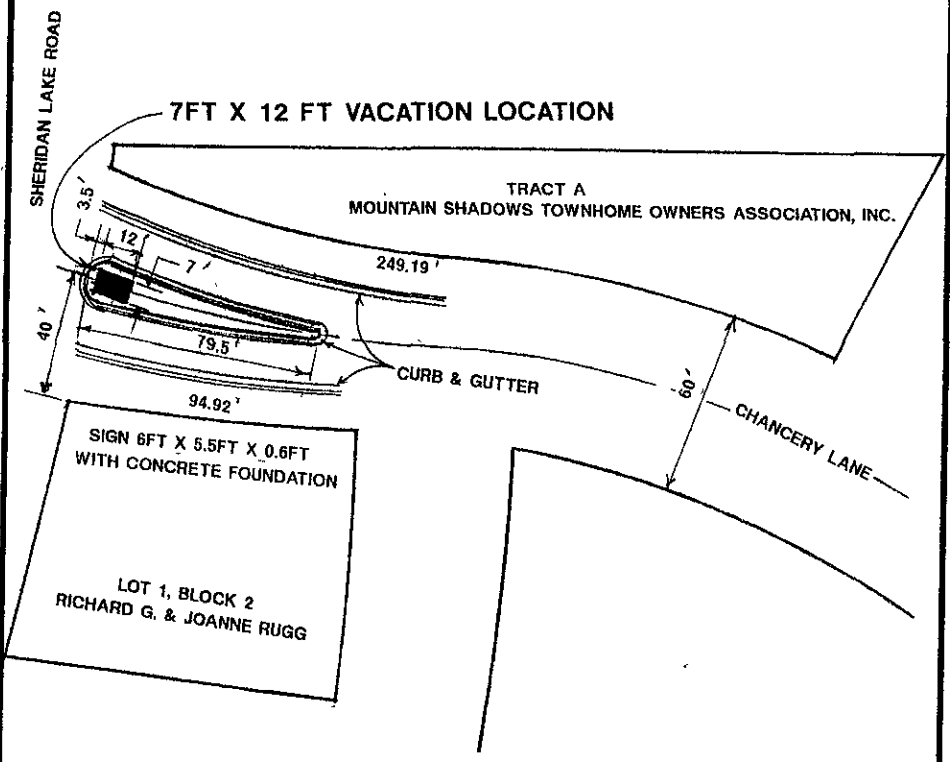 SHERIDAN LAKE ROAD
7FT X 12 FT VACATION LOCATION
TRACT A
MOUNTAIN SHADOWS TOWNHOME OWNERS ASSOCIATION, INC.
3.5'
12'
7'
249.19'
40'
79.5'
CURB & GUTTER
94.92'
60'
CHANCERY LANE
SIGN 6FT X 5.5FT X 0.6FT
WITH CONCRETE FOUNDATION
LOT 1, BLOCK 2
RICHARD G. & JOANNE RUGG